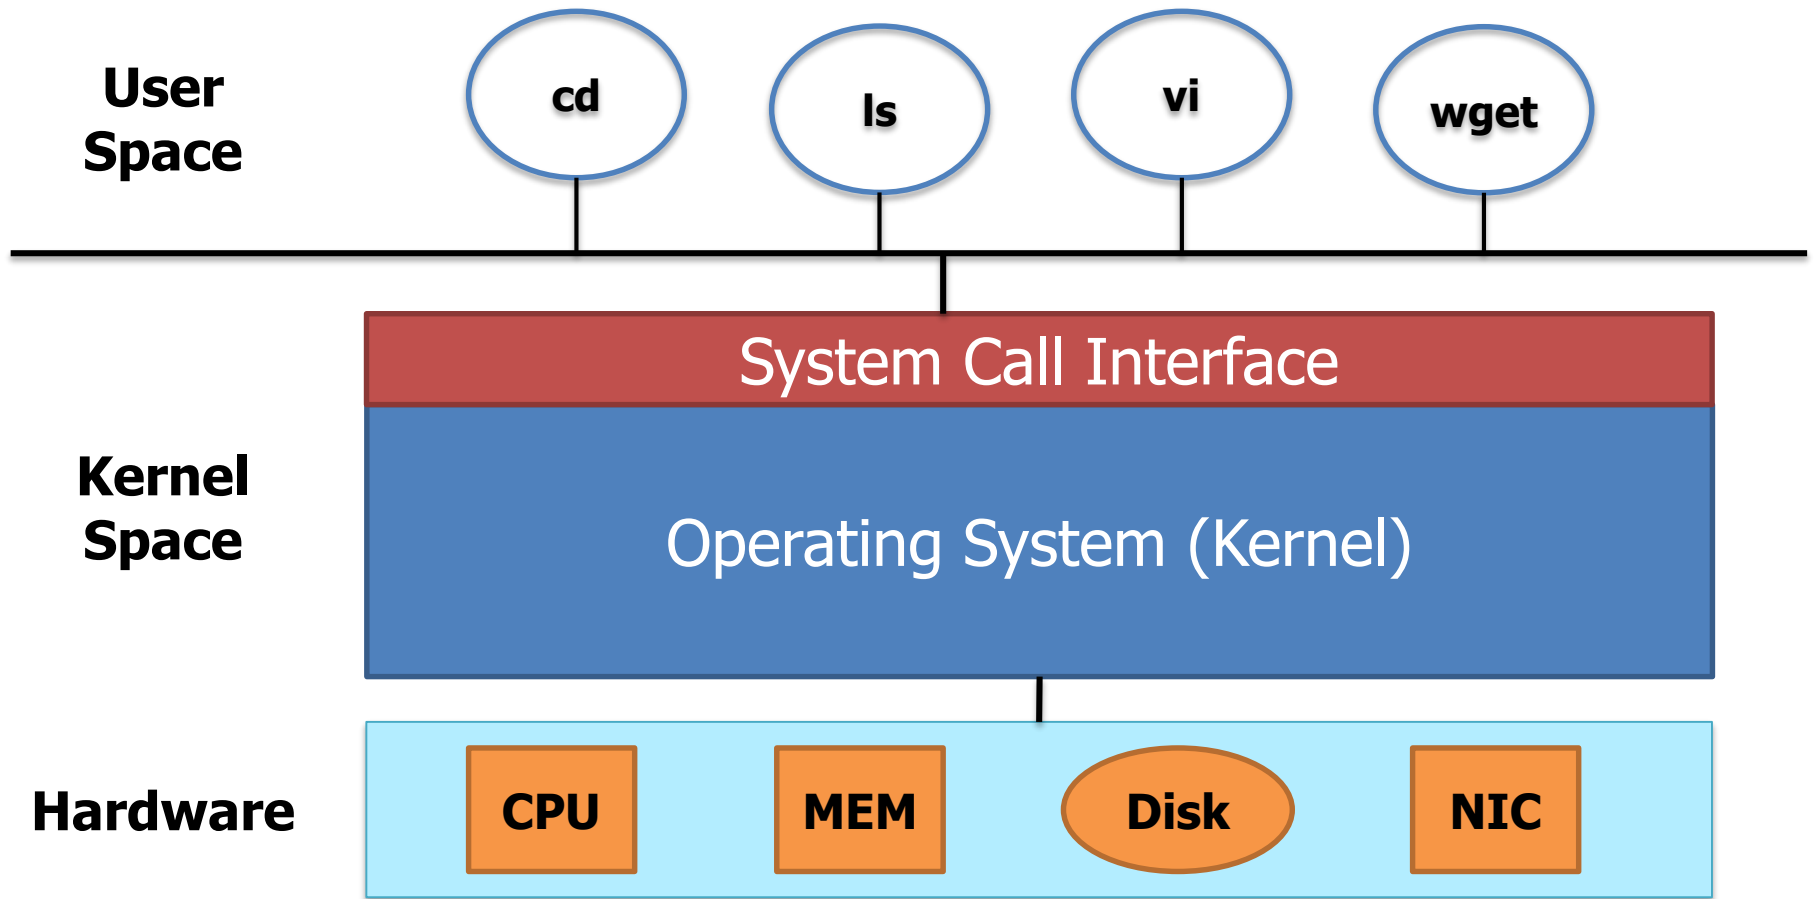 User
Space
cd
ls
vi
wget
System Call Interface
Kernel
Space
Operating System (Kernel)
Hardware
CPU
MEM
Disk
NIC